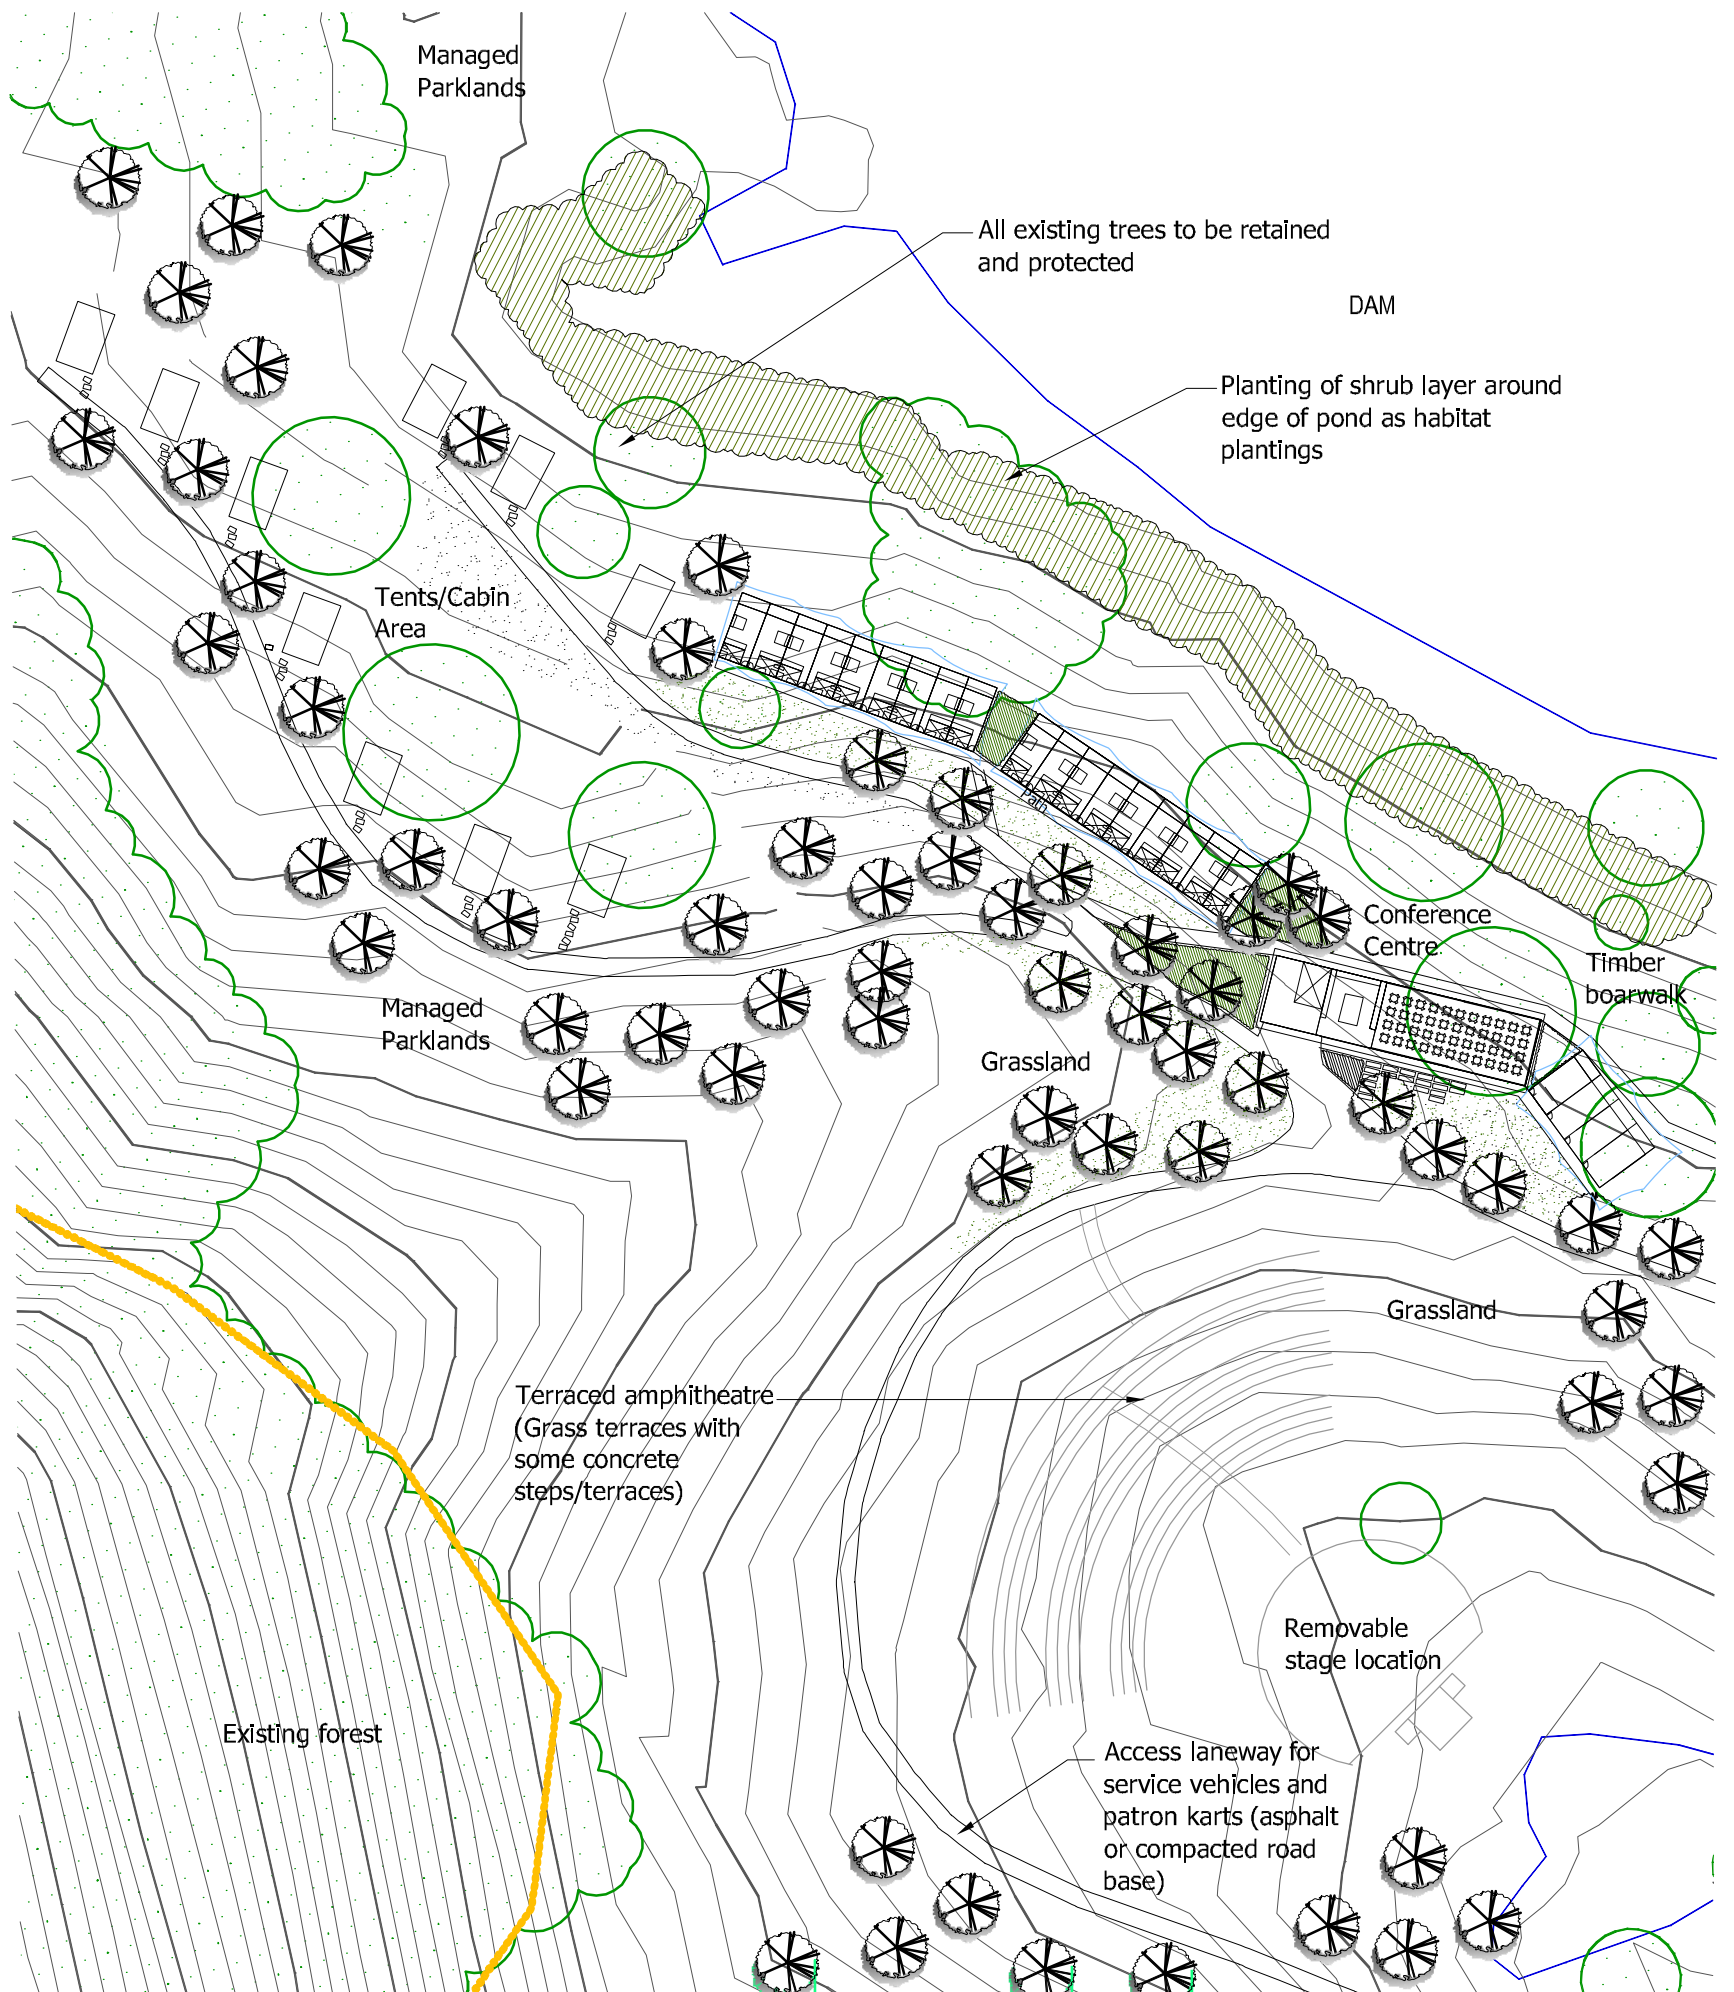 Managed
Parklands
All existing trees to be retained
and protected
DAM
Planting of shrub layer around
edge of pond as habitat
plantings
Tents/Cabin
Area
Path
Conference
Centre
Timber
boarwalk
Managed
Parklands
Grassland
Grassland
Terraced amphitheatre
(Grass terraces with
some concrete
steps/terraces)
Removable
stage location
Existing forest
Access laneway for
service vehicles and
patron karts (asphalt
or compacted road
base)